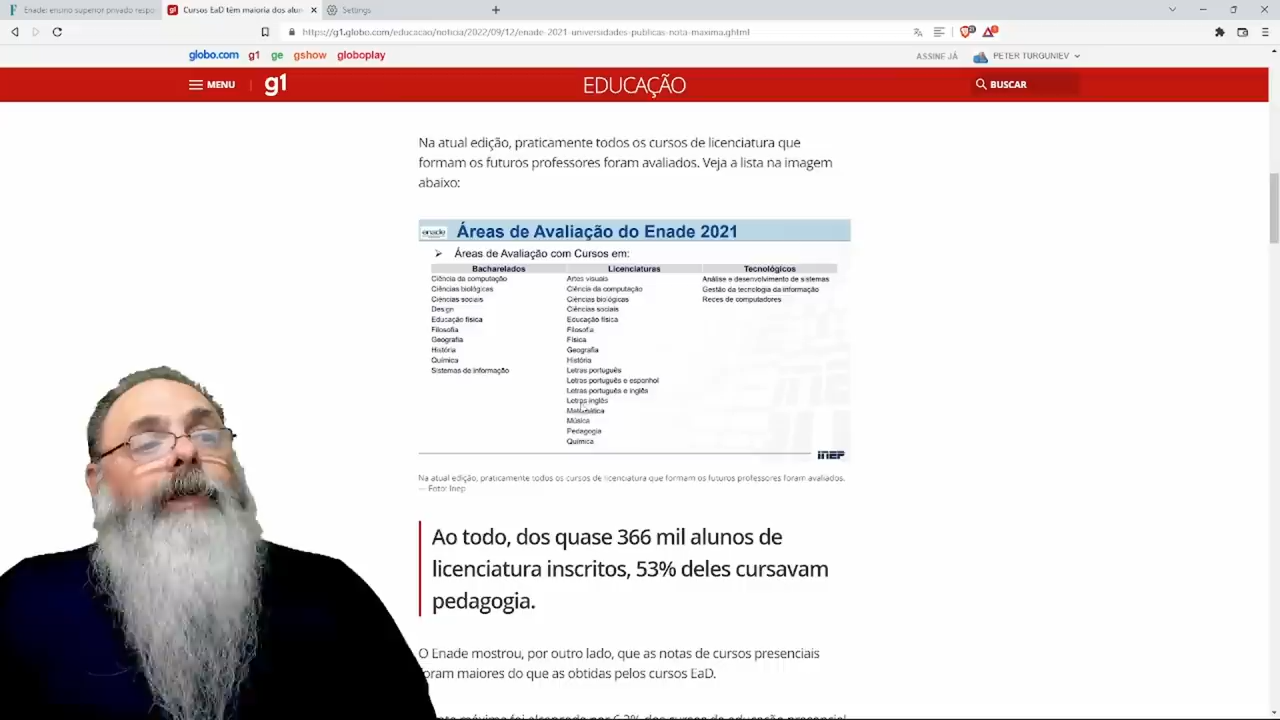 Enade: ensino superior privado respo
Cursos EaD têm maioria dos alun
Settings
https://g1.globo.com/educacao/noticia/2022/09/12/enade-2021-universidades-publicas-nota-maxima.ghtml
globo.com g1 ge gshow globoplay
ASSINE JÁ PETER TURGUNIEV
MENU g1 EDUCAÇÃO BUSCAR
Na atual edição, praticamente todos os cursos de licenciatura que
formam os futuros professores foram avaliados. Veja a lista na imagem
abaixo:
enade Áreas de Avaliação do Enade 2021
Áreas de Avaliação com Cursos em:
Bacharelados
Ciência da computação
Ciências biológicas
Ciências sociais
Design
Educação física
Filosofia
Geografia
História
Química
Sistemas de informação
Licenciaturas
Artes visuais
Ciência da computação
Ciências biológicas
Ciências sociais
Educação física
Filosofia
Física
Geografia
História
Letras português
Letras português e espanhol
Letras português e inglês
Letras inglês
Matemática
Música
Pedagogia
Química
Tecnológicos
Análise e desenvolvimento de sistemas
Gestão da tecnologia da informação
Redes de computadores
inep
Na atual edição, praticamente todos os cursos de licenciatura que formam os futuros professores foram avaliados.
— Foto: Inep
Ao todo, dos quase 366 mil alunos de
licenciatura inscritos, 53% deles cursavam
pedagogia.
O Enade mostrou, por outro lado, que as notas de cursos presenciais
foram maiores do que as obtidas pelos cursos EaD.